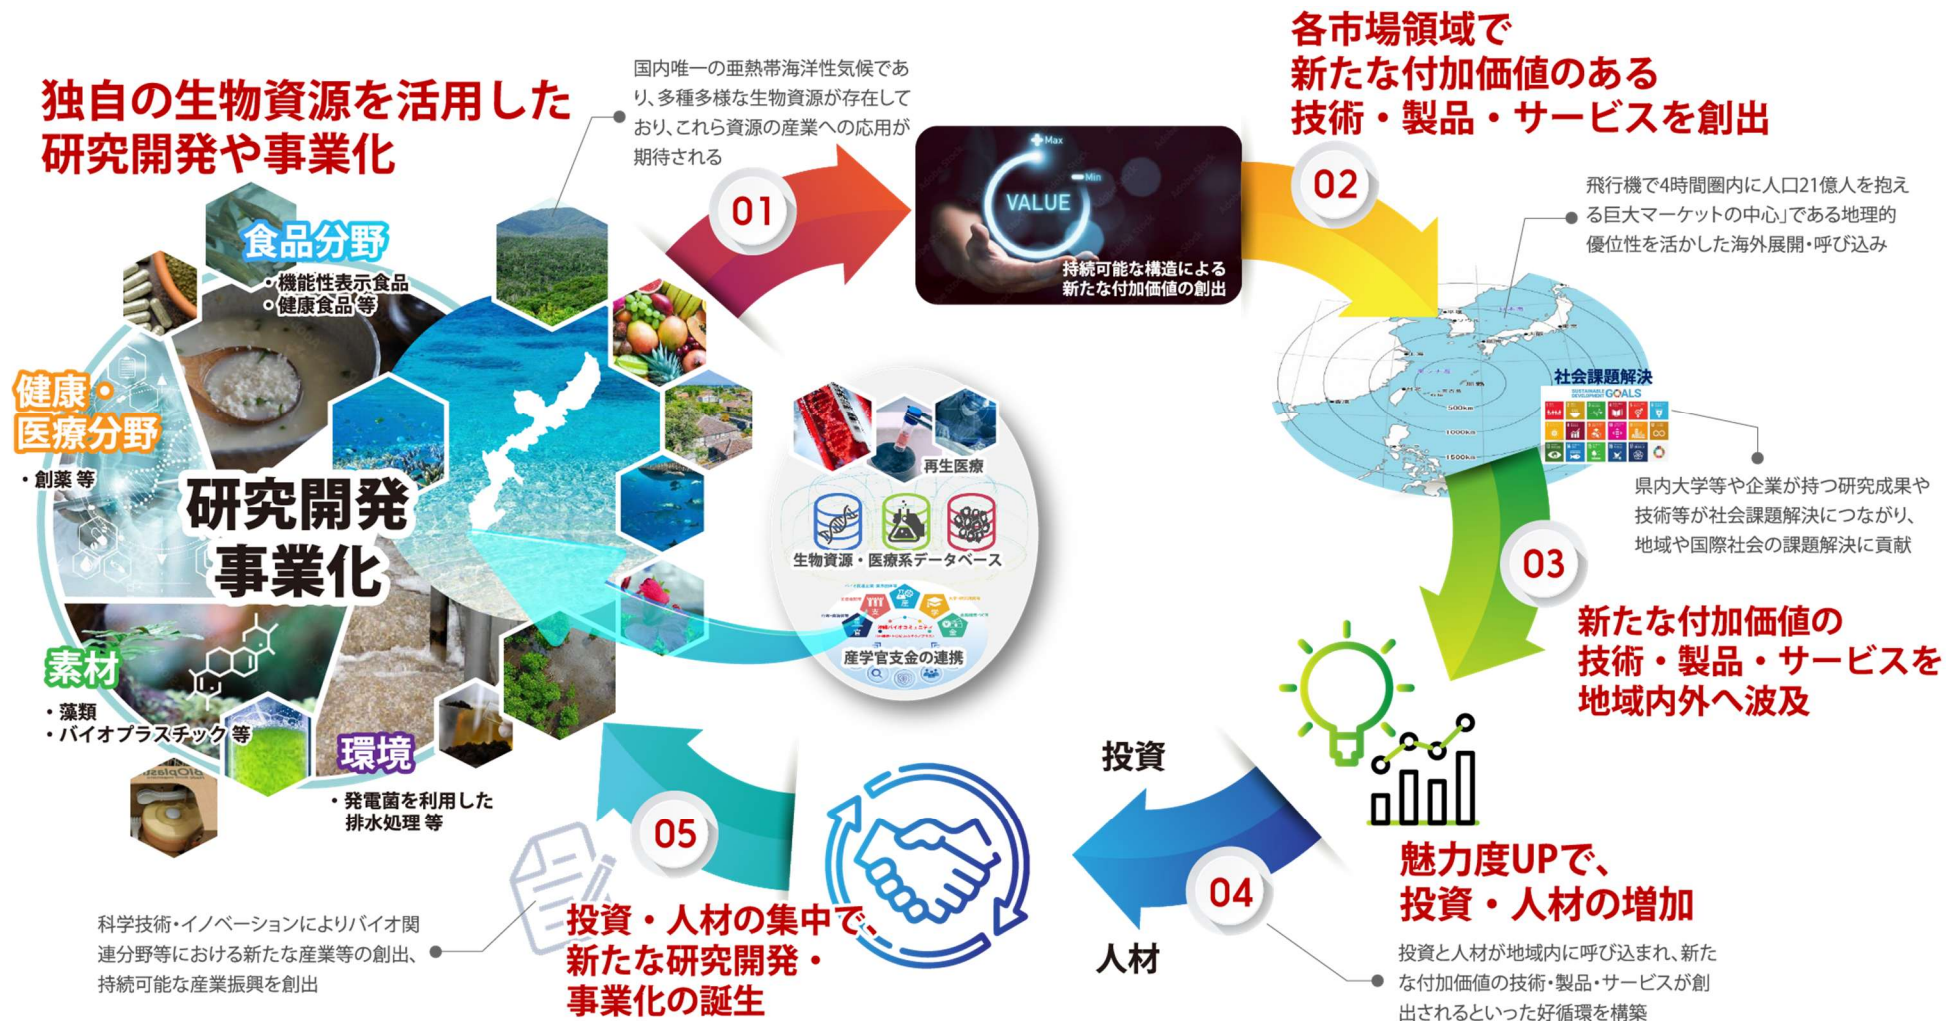 独自の生物資源を活用した
研究開発や事業化
国内唯一の亜熱帯海洋性気候であ
り、多種多様な生物資源が存在して
おり、これら資源の産業への応用が
期待される
01
Max
Min
VALUE
持続可能な構造による
新たな付加価値の創出
各市場領域で
新たな付加価値のある
技術・製品・サービスを創出
02
飛行機で4時間圏内に人口21億人を抱え
る巨大マーケットの中心」である地理的
優位性を活かした海外展開・呼び込み
食品分野
・機能性表示食品
・健康食品 等
健康・
医療分野
・創薬 等
研究開発
事業化
素材
・藻類
・バイオプラスチック 等
環境
・発電菌を利用した
排水処理 等
再生医療
生物資源・医療系データベース
支
産
学
官
金
産学官支金の連携
500km
1000km
1500km
社会課題解決
SUSTAINABLE
DEVELOPMENT GOALS
県内大学等や企業が持つ研究成果や
技術等が社会課題解決につながり、
地域や国際社会の課題解決に貢献
03
新たな付加価値の
技術・製品・サービスを
地域内外へ波及
魅力度UPで、
投資・人材の増加
投資と人材が地域内に呼び込まれ、新た
な付加価値の技術・製品・サービスが創
出されるといった好循環を構築
04
投資
人材
05
投資・人材の集中で、
新たな研究開発・
事業化の誕生
科学技術・イノベーションによりバイオ関
連分野等における新たな産業等の創出、
持続可能な産業振興を創出